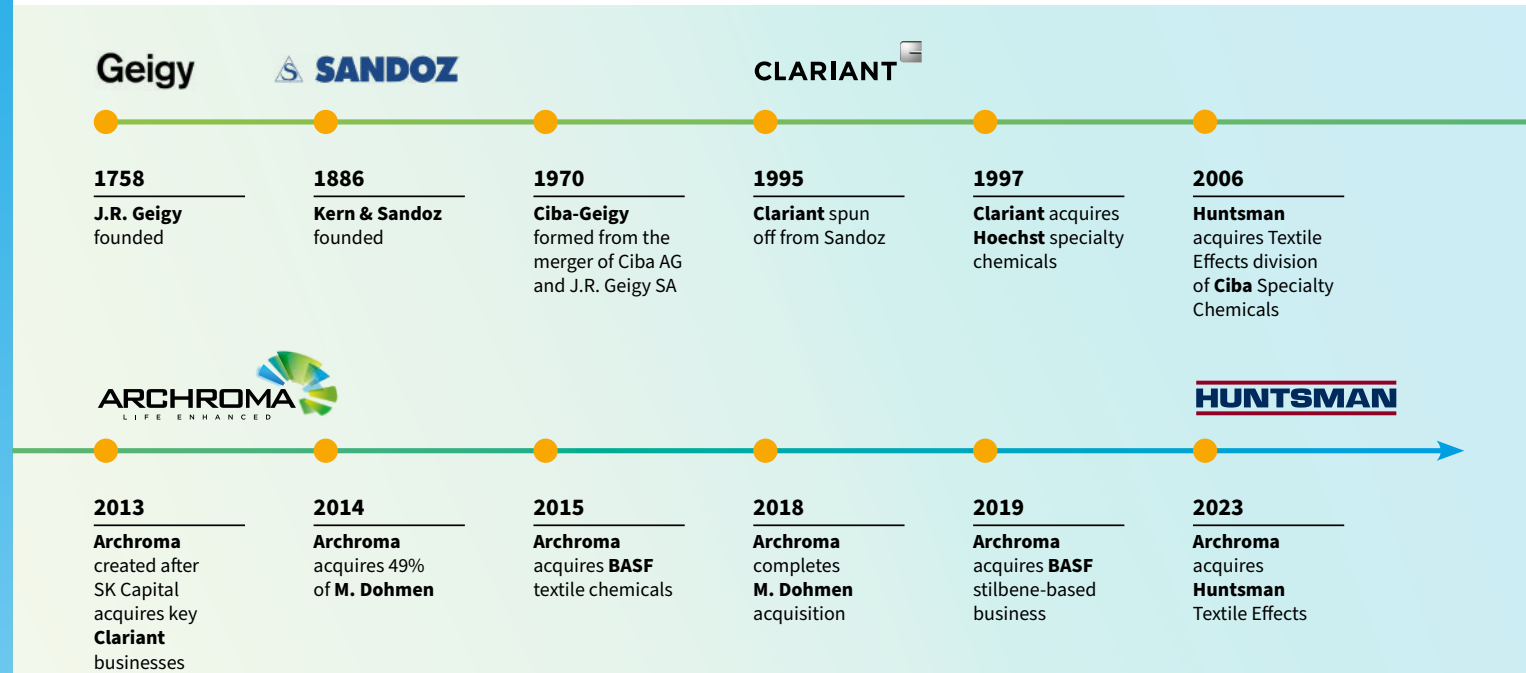 Geigy
SANDOZ
CLARIANT
1758
J.R. Geigy
founded
1886
Kern & Sandoz
founded
1970
Ciba-Geigy
formed from the
merger of Ciba AG
and J.R. Geigy SA
1995
Clariant spun
off from Sandoz
1997
Clariant acquires
Hoechst specialty
chemicals
2006
Huntsman
acquires Textile
Effects division
of Ciba Specialty
Chemicals
ARCHROMA
LIFE ENHANCED
HUNTSMAN
2013
Archroma
created after
SK Capital
acquires key
Clariant
businesses
2014
Archroma
acquires 49%
of M. Dohmen
2015
Archroma
acquires BASF
textile chemicals
2018
Archroma
completes
M. Dohmen
acquisition
2019
Archroma
acquires BASF
stilbene-based
business
2023
Archroma
acquires
Huntsman
Textile Effects